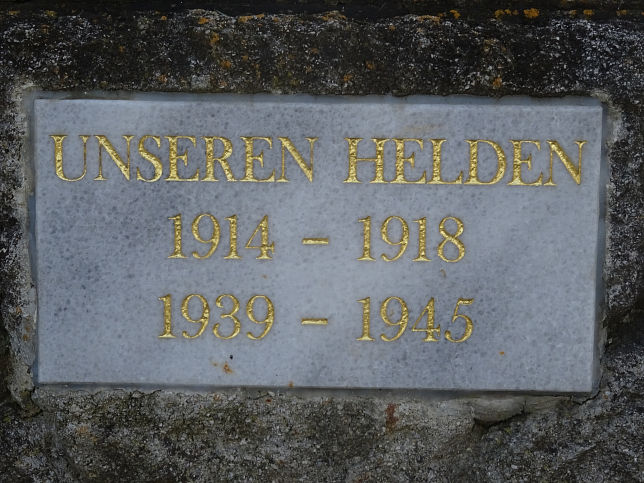 UNSEREN HELDEN
1914 – 1918
1939 – 1945